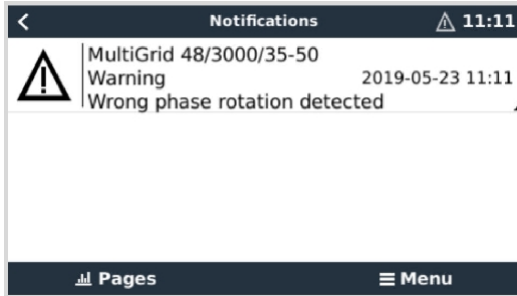 Notifications 11:11
MultiGrid 48/3000/35-50
Warning 2019-05-23 11:11
Wrong phase rotation detected
Pages Menu